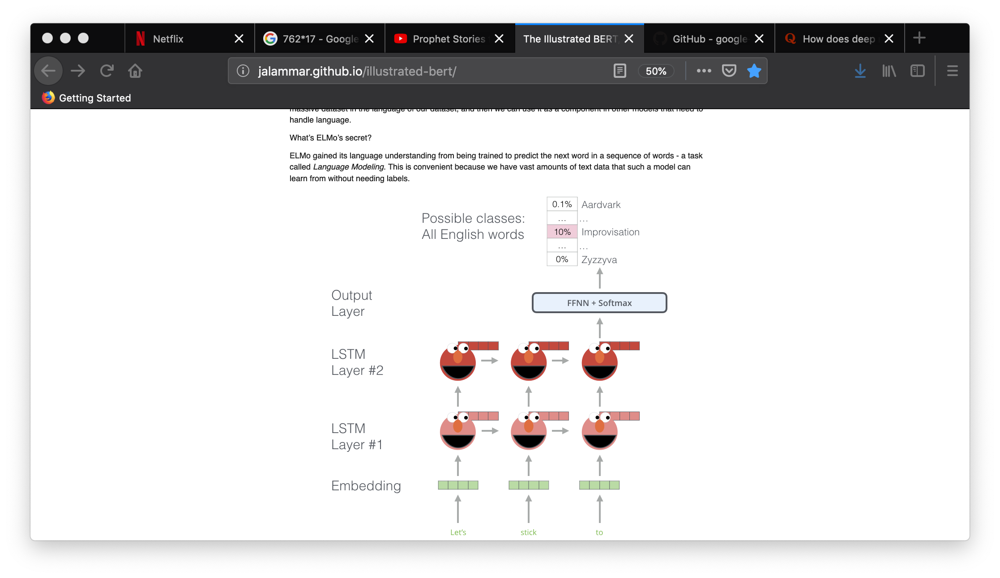 Netflix
762*17 - Google
Prophet Stories
The Illustrated BERT,
GitHub - google-
How does deep
jalammar.github.io/illustrated-bert/
50%
Getting Started
massive dataset in the language of our dataset, and then we can use it as a component in other models that need to
handle language.
What's ELMo's secret?
ELMo gained its language understanding from being trained to predict the next word in a sequence of words - a task
called Language Modeling. This is convenient because we have vast amounts of text data that such a model can
learn from without needing labels.
Possible classes:
All English words
0.1% Aardvark
... ...
10% Improvisation
... ...
0% Zyzzyva
Output
Layer
FFNN + Softmax
LSTM
Layer #2
LSTM
Layer #1
Embedding
Let's stick to